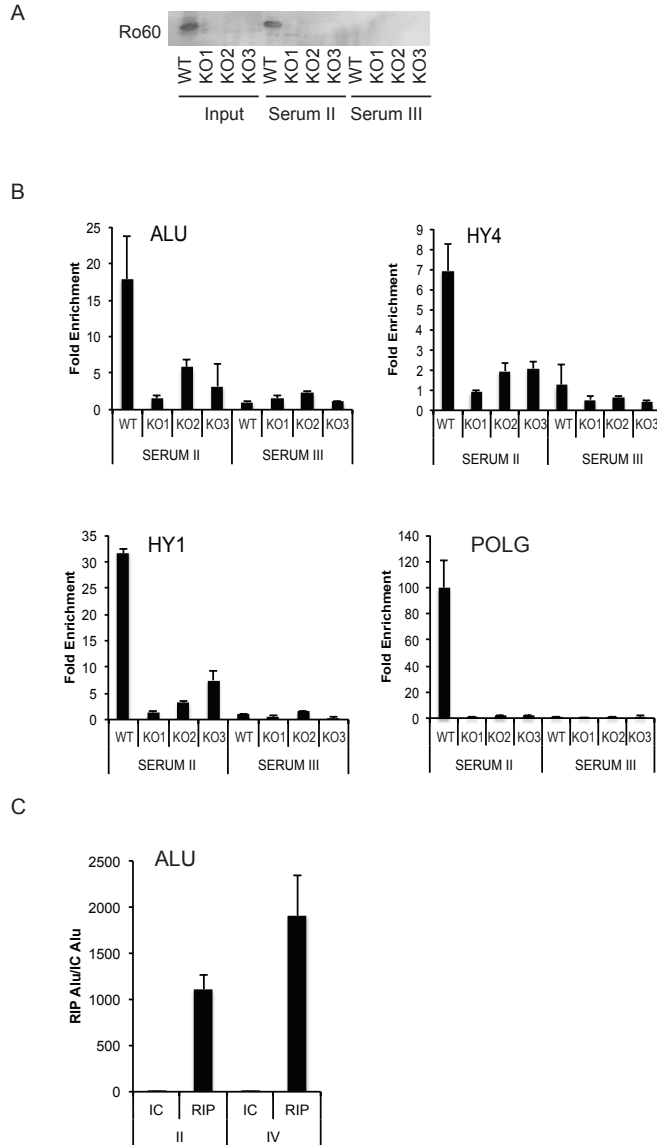 A
Ro60
WT KO1 KO2 KO3 WT KO1 KO2 KO3 WT KO1 KO2 KO3
Input Serum II Serum III
B
ALU
Fold Enrichment
25
20
15
10
5
0
WT KO1 KO2 KO3 WT KO1 KO2 KO3
SERUM II SERUM III
HY4
Fold Enrichment
9
8
7
6
5
4
3
2
1
0
WT KO1 KO2 KO3 WT KO1 KO2 KO3
SERUM II SERUM III
HY1
Fold Enrichment
35
30
25
20
15
10
5
0
WT KO1 KO2 KO3 WT KO1 KO2 KO3
SERUM II SERUM III
POLG
Fold Enrichment
140
120
100
80
60
40
20
0
WT KO1 KO2 KO3 WT KO1 KO2 KO3
SERUM II SERUM III
C
ALU
RIP Alu/IC Alu
2500
2000
1500
1000
500
0
IC RIP IC RIP
II IV